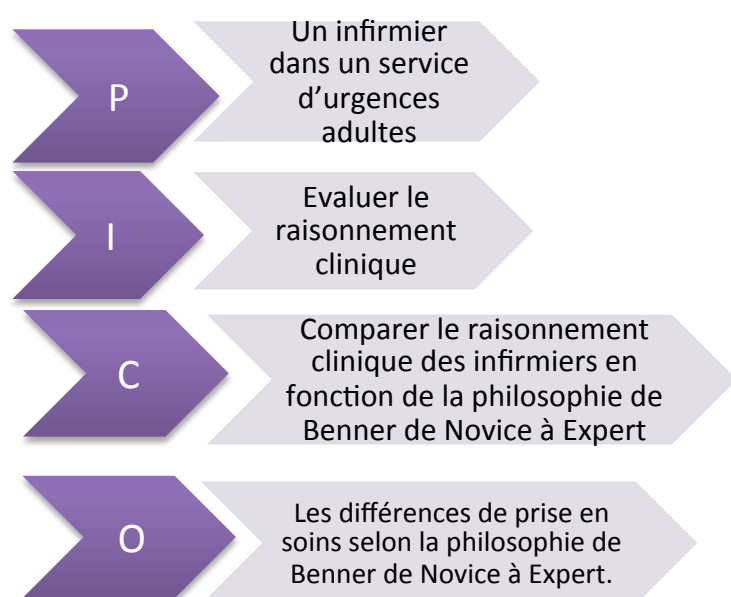 P
Un infirmier
dans un service
d’urgences
adultes
I
Evaluer le
raisonnement
clinique
C
Comparer le raisonnement
clinique des infirmiers en
fonction de la philosophie de
Benner de Novice à Expert
O
Les différences de prise en
soins selon la philosophie de
Benner de Novice à Expert.